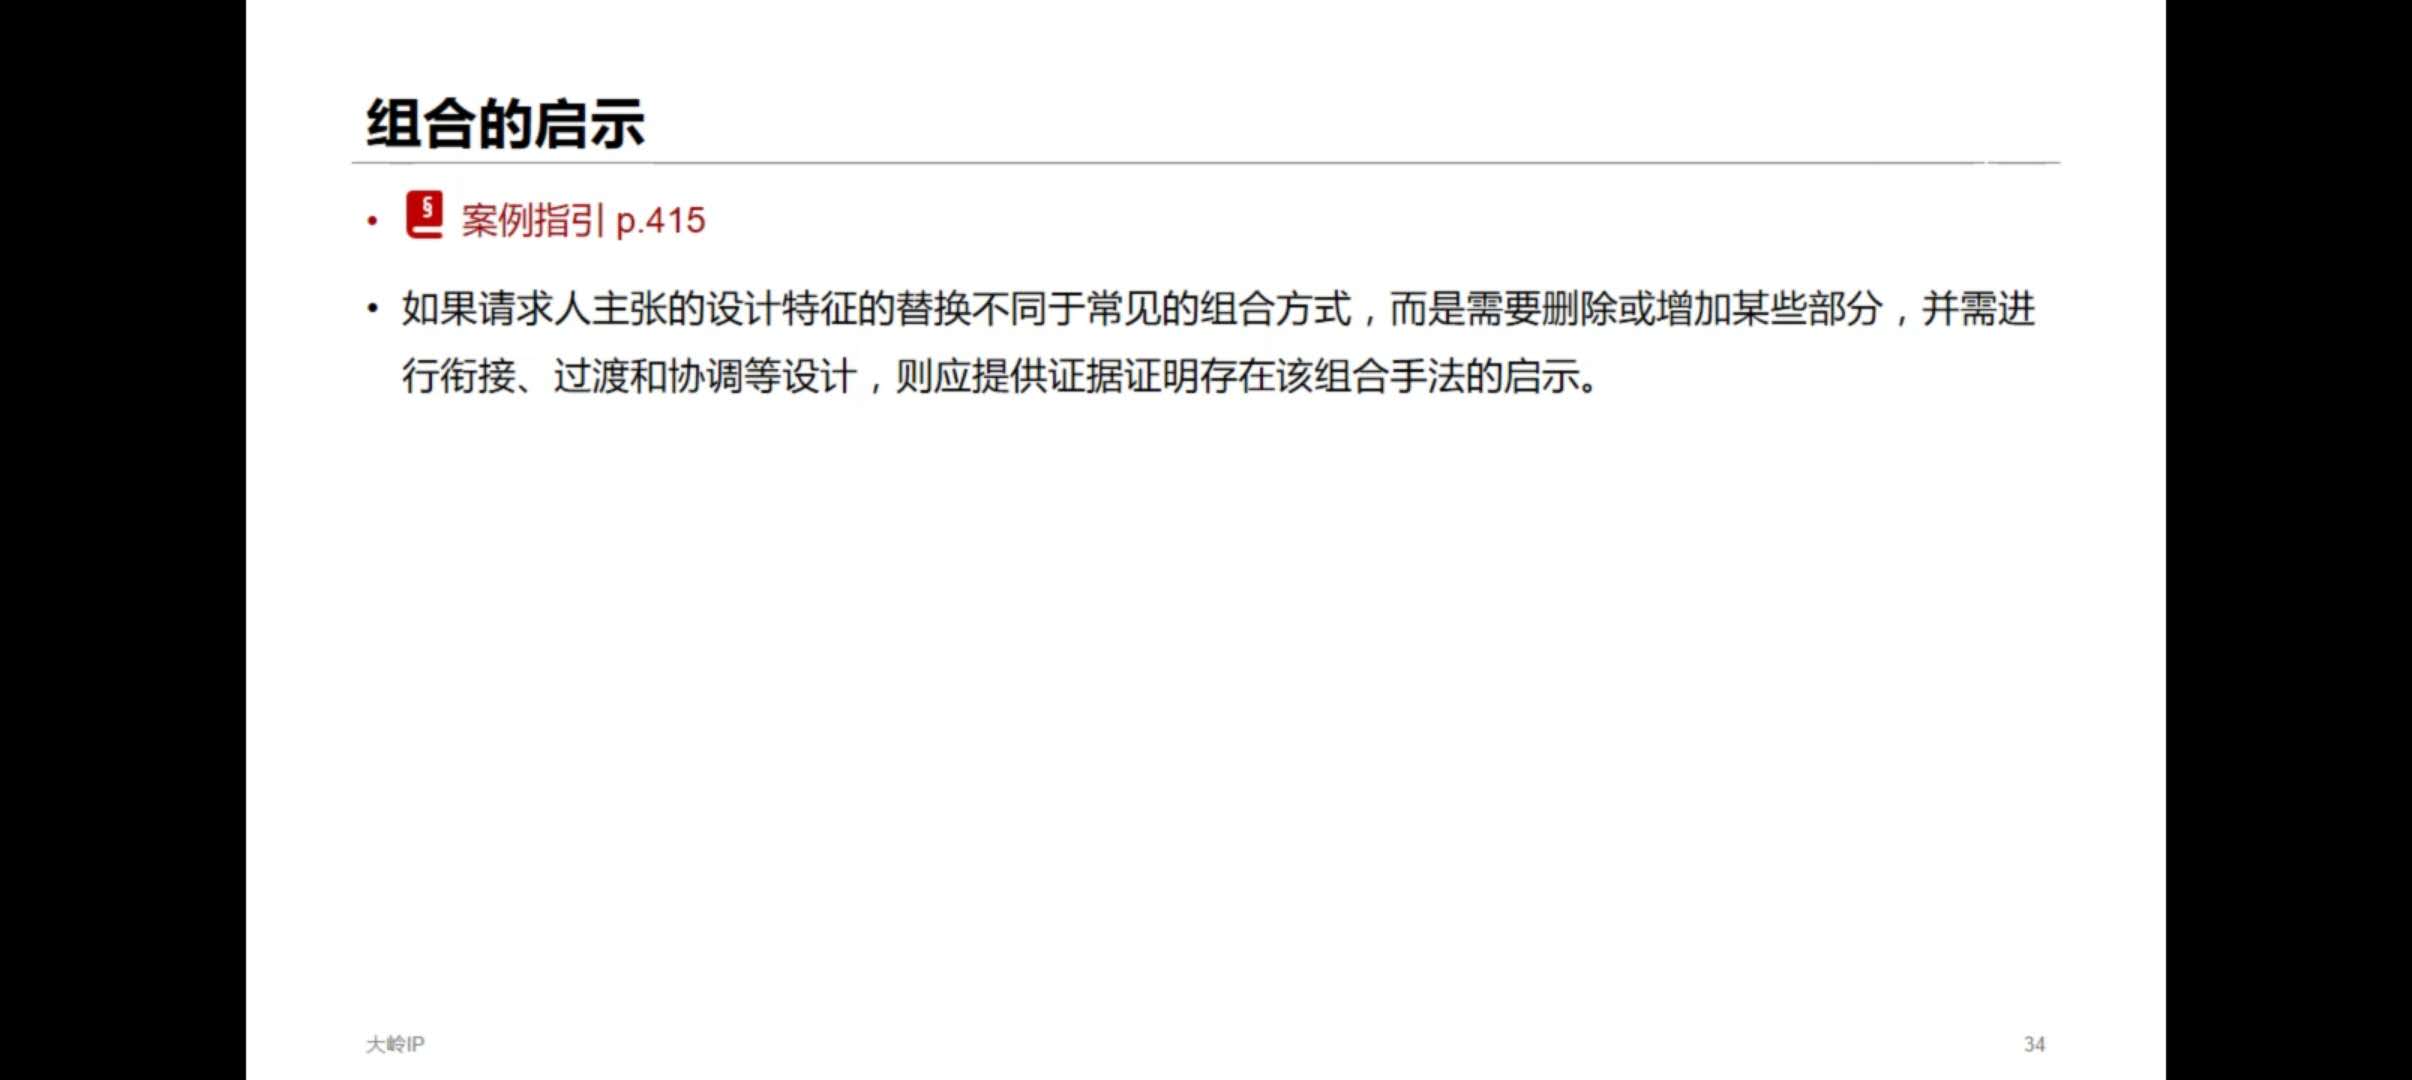 组合的启示
• § 案例指引 p.415
• 如果请求人主张的设计特征的替换不同于常见的组合方式，而是需要删除或增加某些部分，并需进
行衔接、过渡和协调等设计，则应提供证据证明存在该组合手法的启示。
大岭IP
34